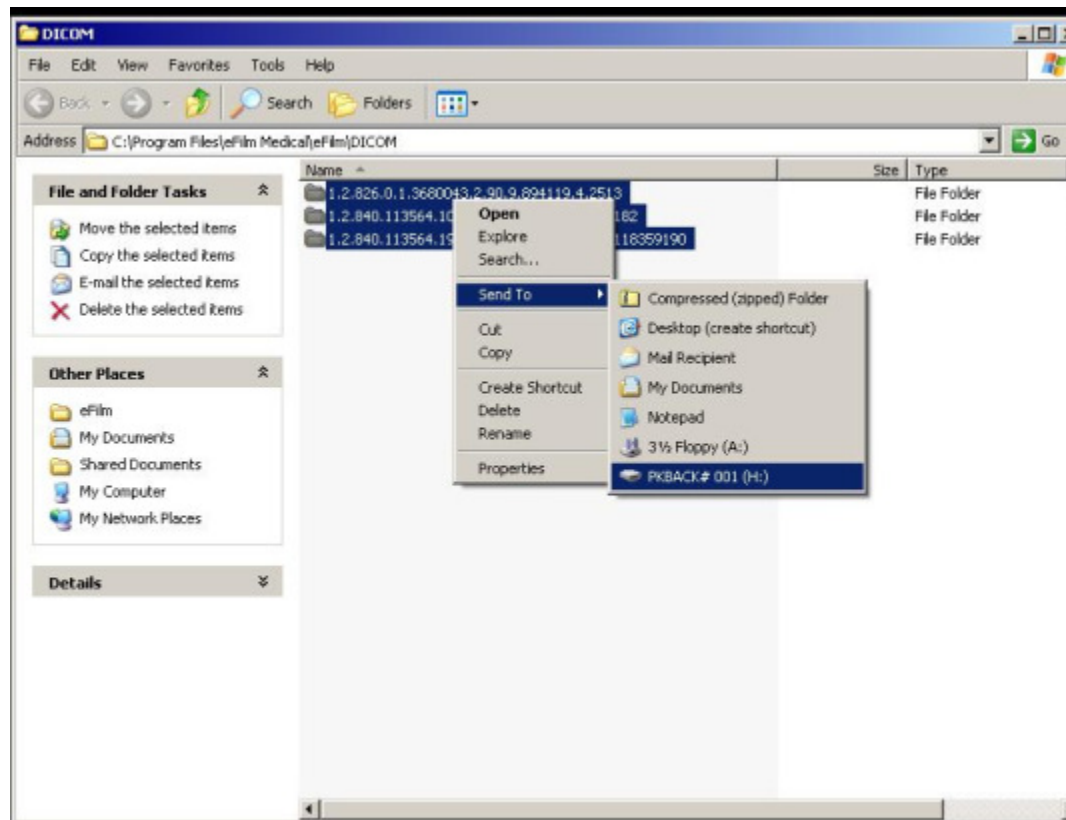 DICOM
File Edit View Favorites Tools Help
Back Search Folders
Address C:\Program Files\eFilm Medical\eFilm\DICOM Go
Name Size Type
File and Folder Tasks
Move the selected items
Copy the selected items
E-mail the selected items
Delete the selected items
Other Places
eFilm
My Documents
Shared Documents
My Computer
My Network Places
Details
1.2.826.0.1.3680043.2.90.9.894119.4.2513 File Folder
1.2.840.113564.10 182 File Folder
1.2.840.113564.19 118359190 File Folder
Open
Explore
Search...
Send To
Cut
Copy
Create Shortcut
Delete
Rename
Properties
Compressed (zipped) Folder
Desktop (create shortcut)
Mail Recipient
My Documents
Notepad
3½ Floppy (A:)
PKBACK# 001 (H:)